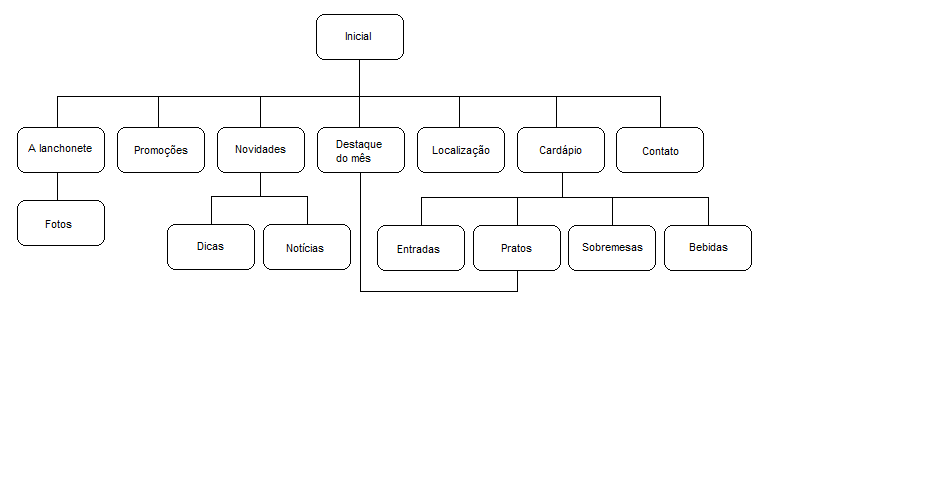 Inicial
A lanchonete
Promoções
Novidades
Destaque
do mês
Localização
Cardápio
Contato
Fotos
Dicas
Notícias
Entradas
Pratos
Sobremesas
Bebidas